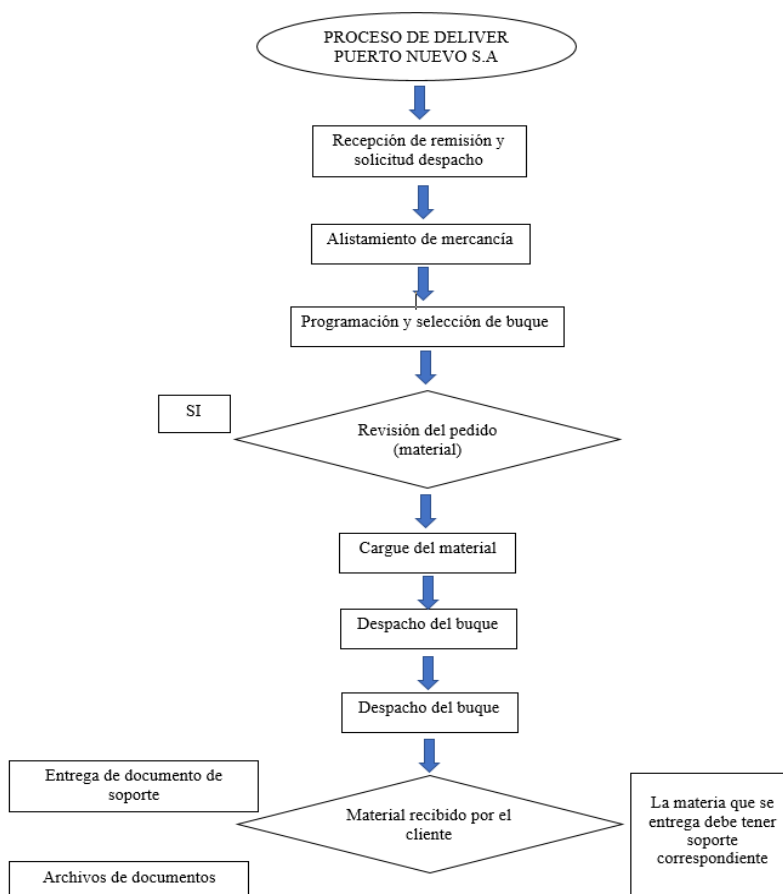 PROCESO DE DELIVER
PUERTO NUEVO S.A
Recepción de remisión y
solicitud despacho
Alistamiento de mercancía
Programación y selección de buque
SI
Revisión del pedido
(material)
Cargue del material
Despacho del buque
Despacho del buque
Entrega de documento de
soporte
Material recibido por el
cliente
La materia que se
entrega debe tener
soporte
correspondiente
Archivos de documentos